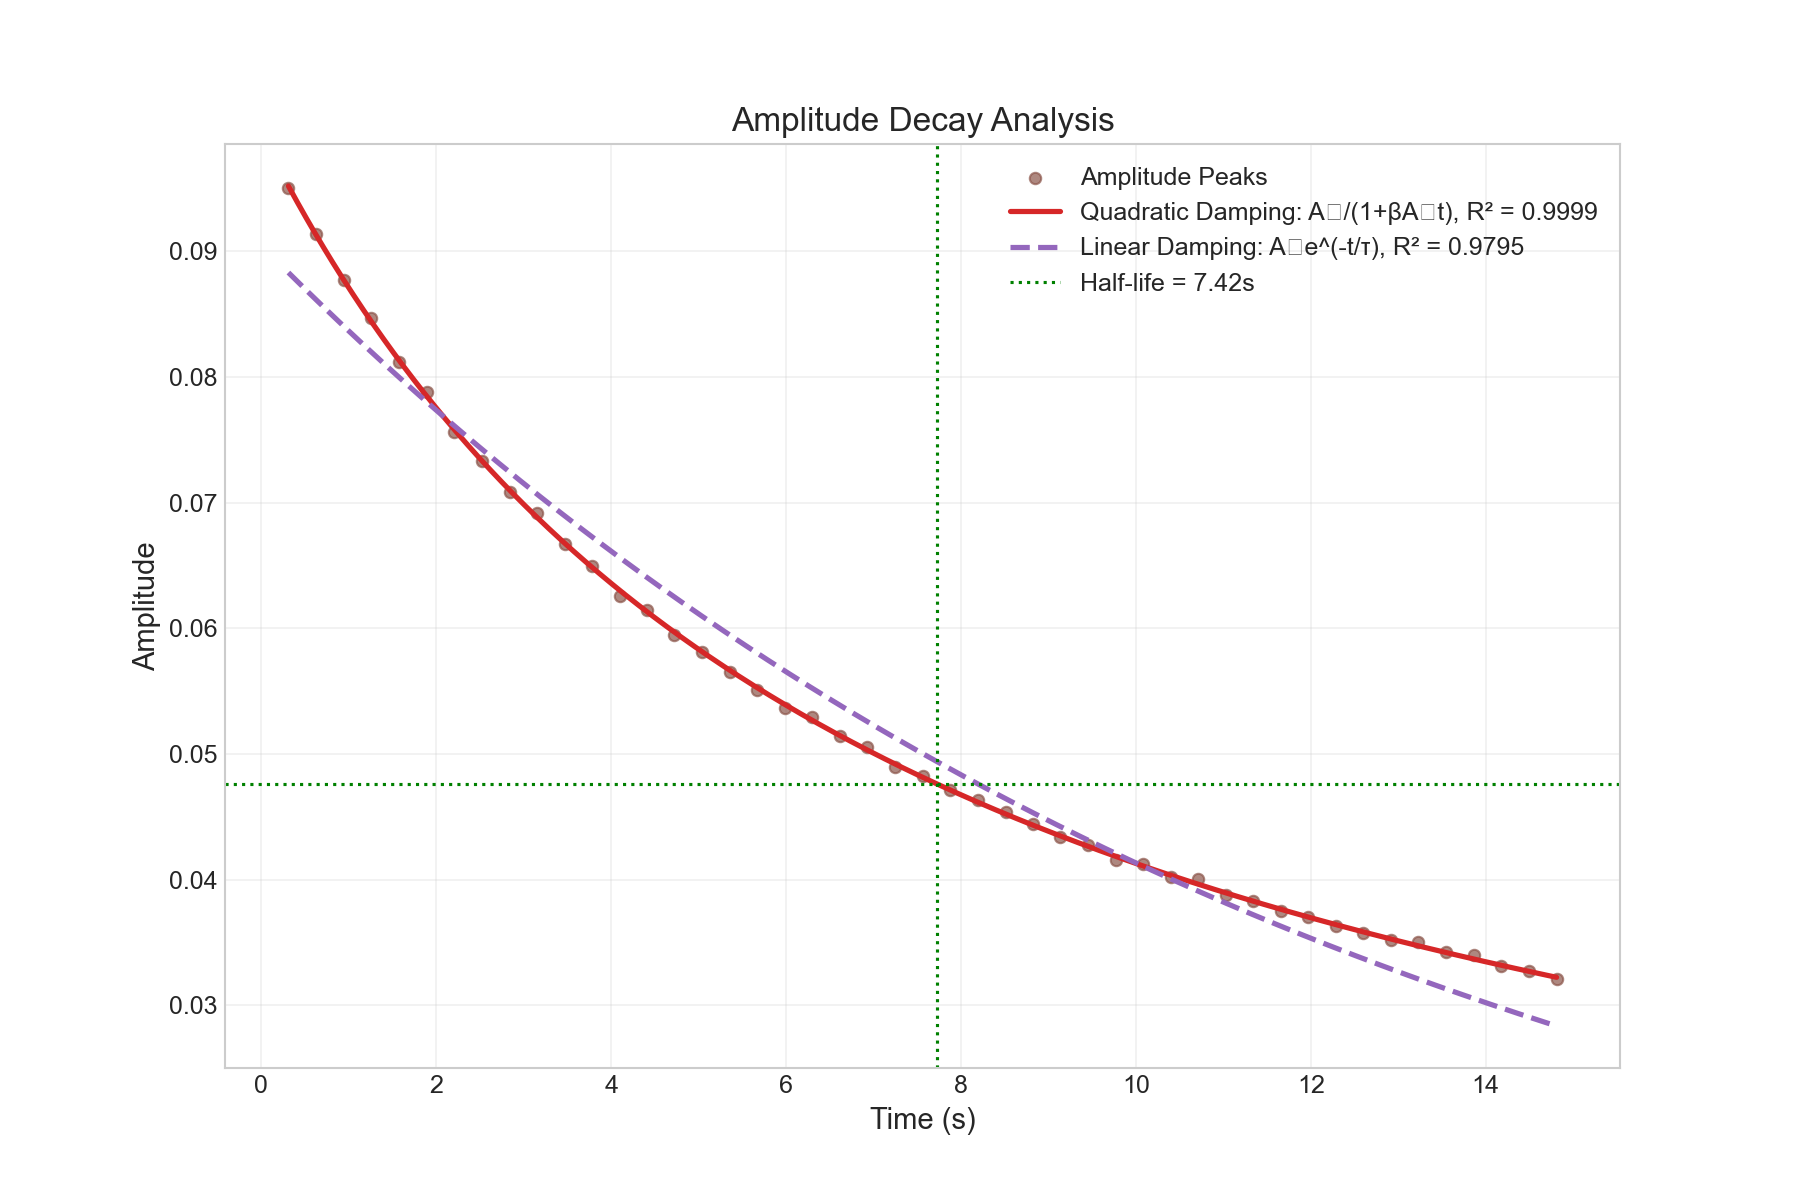 Amplitude Decay Analysis
Amplitude Peaks
Quadratic Damping: A□/(1+βA□t), R² = 0.9999
Linear Damping: A□e^(-t/τ), R² = 0.9795
Half-life = 7.42s
0.09
0.08
0.07
0.06
0.05
0.04
0.03
Amplitude
0 2 4 6 8 10 12 14
Time (s)